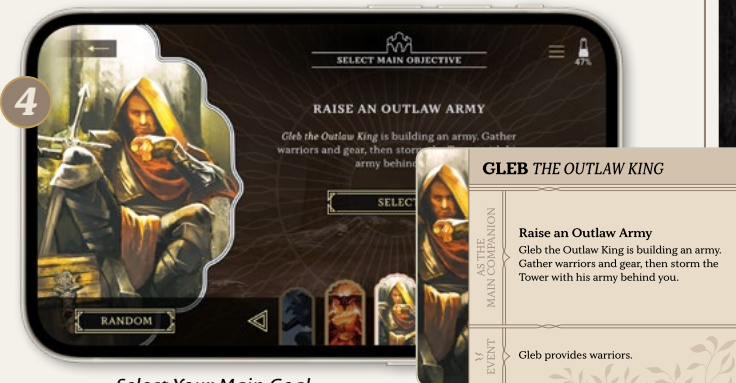 4
SELECT MAIN OBJECTIVE
47%
RAISE AN OUTLAW ARMY
Gleb the Outlaw King is building an army. Gather
warriors and gear, then
army behind
SELECT
RANDOM
GLEB THE OUTLAW KING
AS THE
MAIN COMPANION
Raise an Outlaw Army
Gleb the Outlaw King is building an army.
Gather warriors and gear, then storm the
Tower with his army behind you.
EVENT
Gleb provides warriors.
Select Your Main Goal